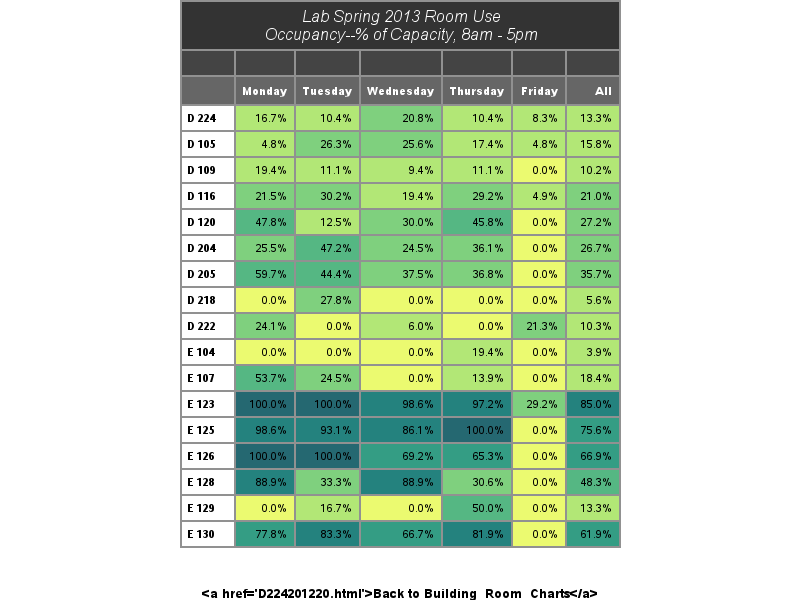 Lab Spring 2013 Room Use
Occupancy--% of Capacity, 8am - 5pm
Monday Tuesday Wednesday Thursday Friday All
D 224 16.7% 10.4% 20.8% 10.4% 8.3% 13.3%
D 105 4.8% 26.3% 25.6% 17.4% 4.8% 15.8%
D 109 19.4% 11.1% 9.4% 11.1% 0.0% 10.2%
D 116 21.5% 30.2% 19.4% 29.2% 4.9% 21.0%
D 120 47.8% 12.5% 30.0% 45.8% 0.0% 27.2%
D 204 25.5% 47.2% 24.5% 36.1% 0.0% 26.7%
D 205 59.7% 44.4% 37.5% 36.8% 0.0% 35.7%
D 218 0.0% 27.8% 0.0% 0.0% 0.0% 5.6%
D 222 24.1% 0.0% 6.0% 0.0% 21.3% 10.3%
E 104 0.0% 0.0% 0.0% 19.4% 0.0% 3.9%
E 107 53.7% 24.5% 0.0% 13.9% 0.0% 18.4%
E 123 100.0% 100.0% 98.6% 97.2% 29.2% 85.0%
E 125 98.6% 93.1% 86.1% 100.0% 0.0% 75.6%
E 126 100.0% 100.0% 69.2% 65.3% 0.0% 66.9%
E 128 88.9% 33.3% 88.9% 30.6% 0.0% 48.3%
E 129 0.0% 16.7% 0.0% 50.0% 0.0% 13.3%
E 130 77.8% 83.3% 66.7% 81.9% 0.0% 61.9%
<a href='D224201220.html'>Back to Building_Room_Charts</a>